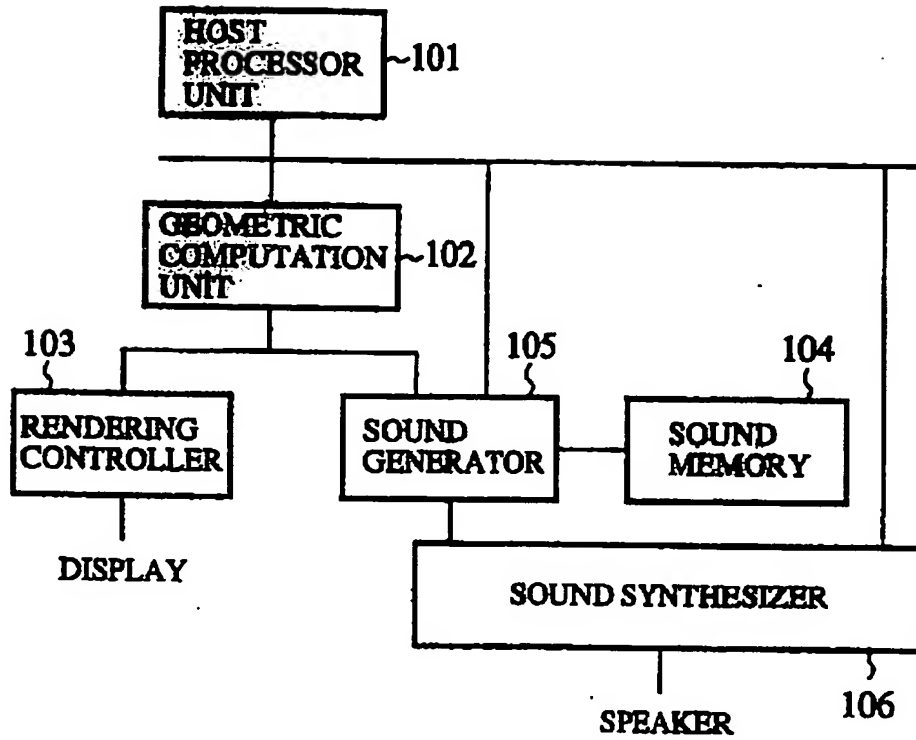 HOST
PROCESSOR
UNIT
101
GEOMETRIC
COMPUTATION
UNIT
102
103
105
104
RENDERING
CONTROLLER
SOUND
GENERATOR
SOUND
MEMORY
DISPLAY
SOUND SYNTHESIZER
106
SPEAKER